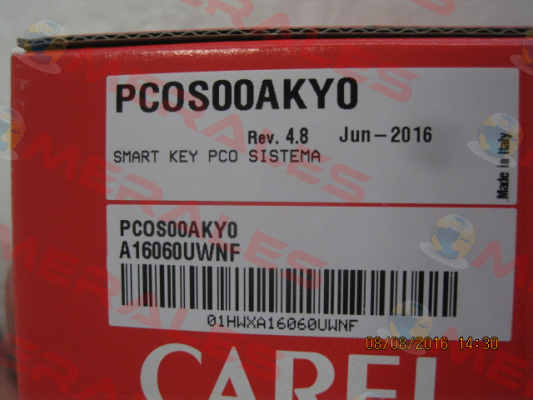 PCOS00AKY0
Rev. 4.8 Jun-2016
SMART KEY PCO SISTEMA
Made in Italy
PCOS00AKY0
A16060UWNF
01HWXA16060UWNF
08/08/2016 14:30
CAREL
MERALES